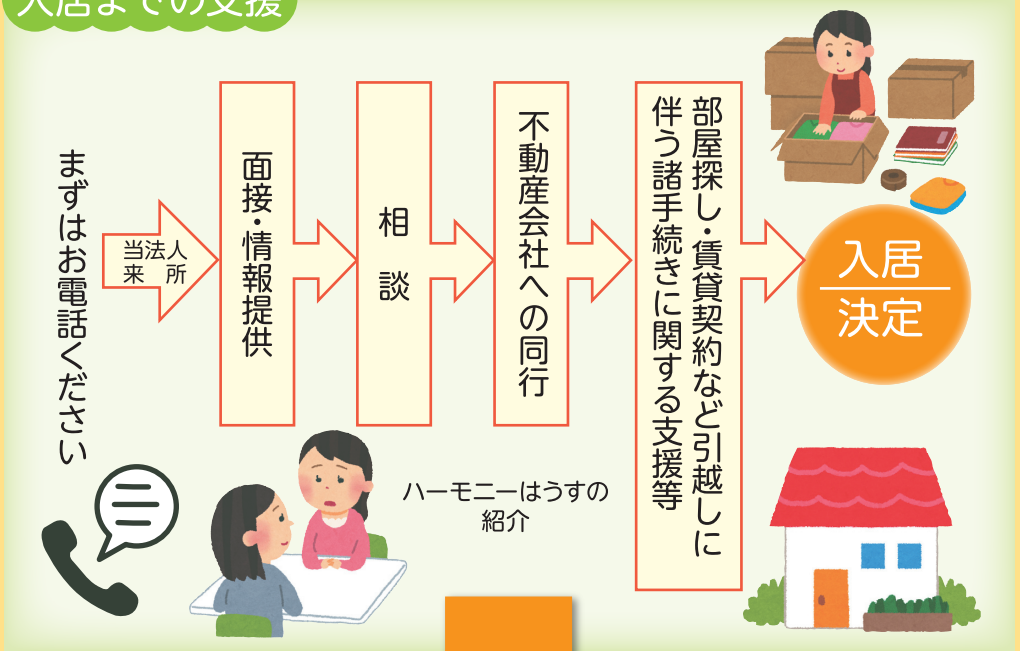 入居までの支援
まずはお電話ください
当法人
来　所
面接・情報提供
相　談
不動産会社への同行
部屋探し・賃貸契約など引越しに
伴う諸手続きに関する支援等
入居
決定
ハーモニーはうすの
紹介